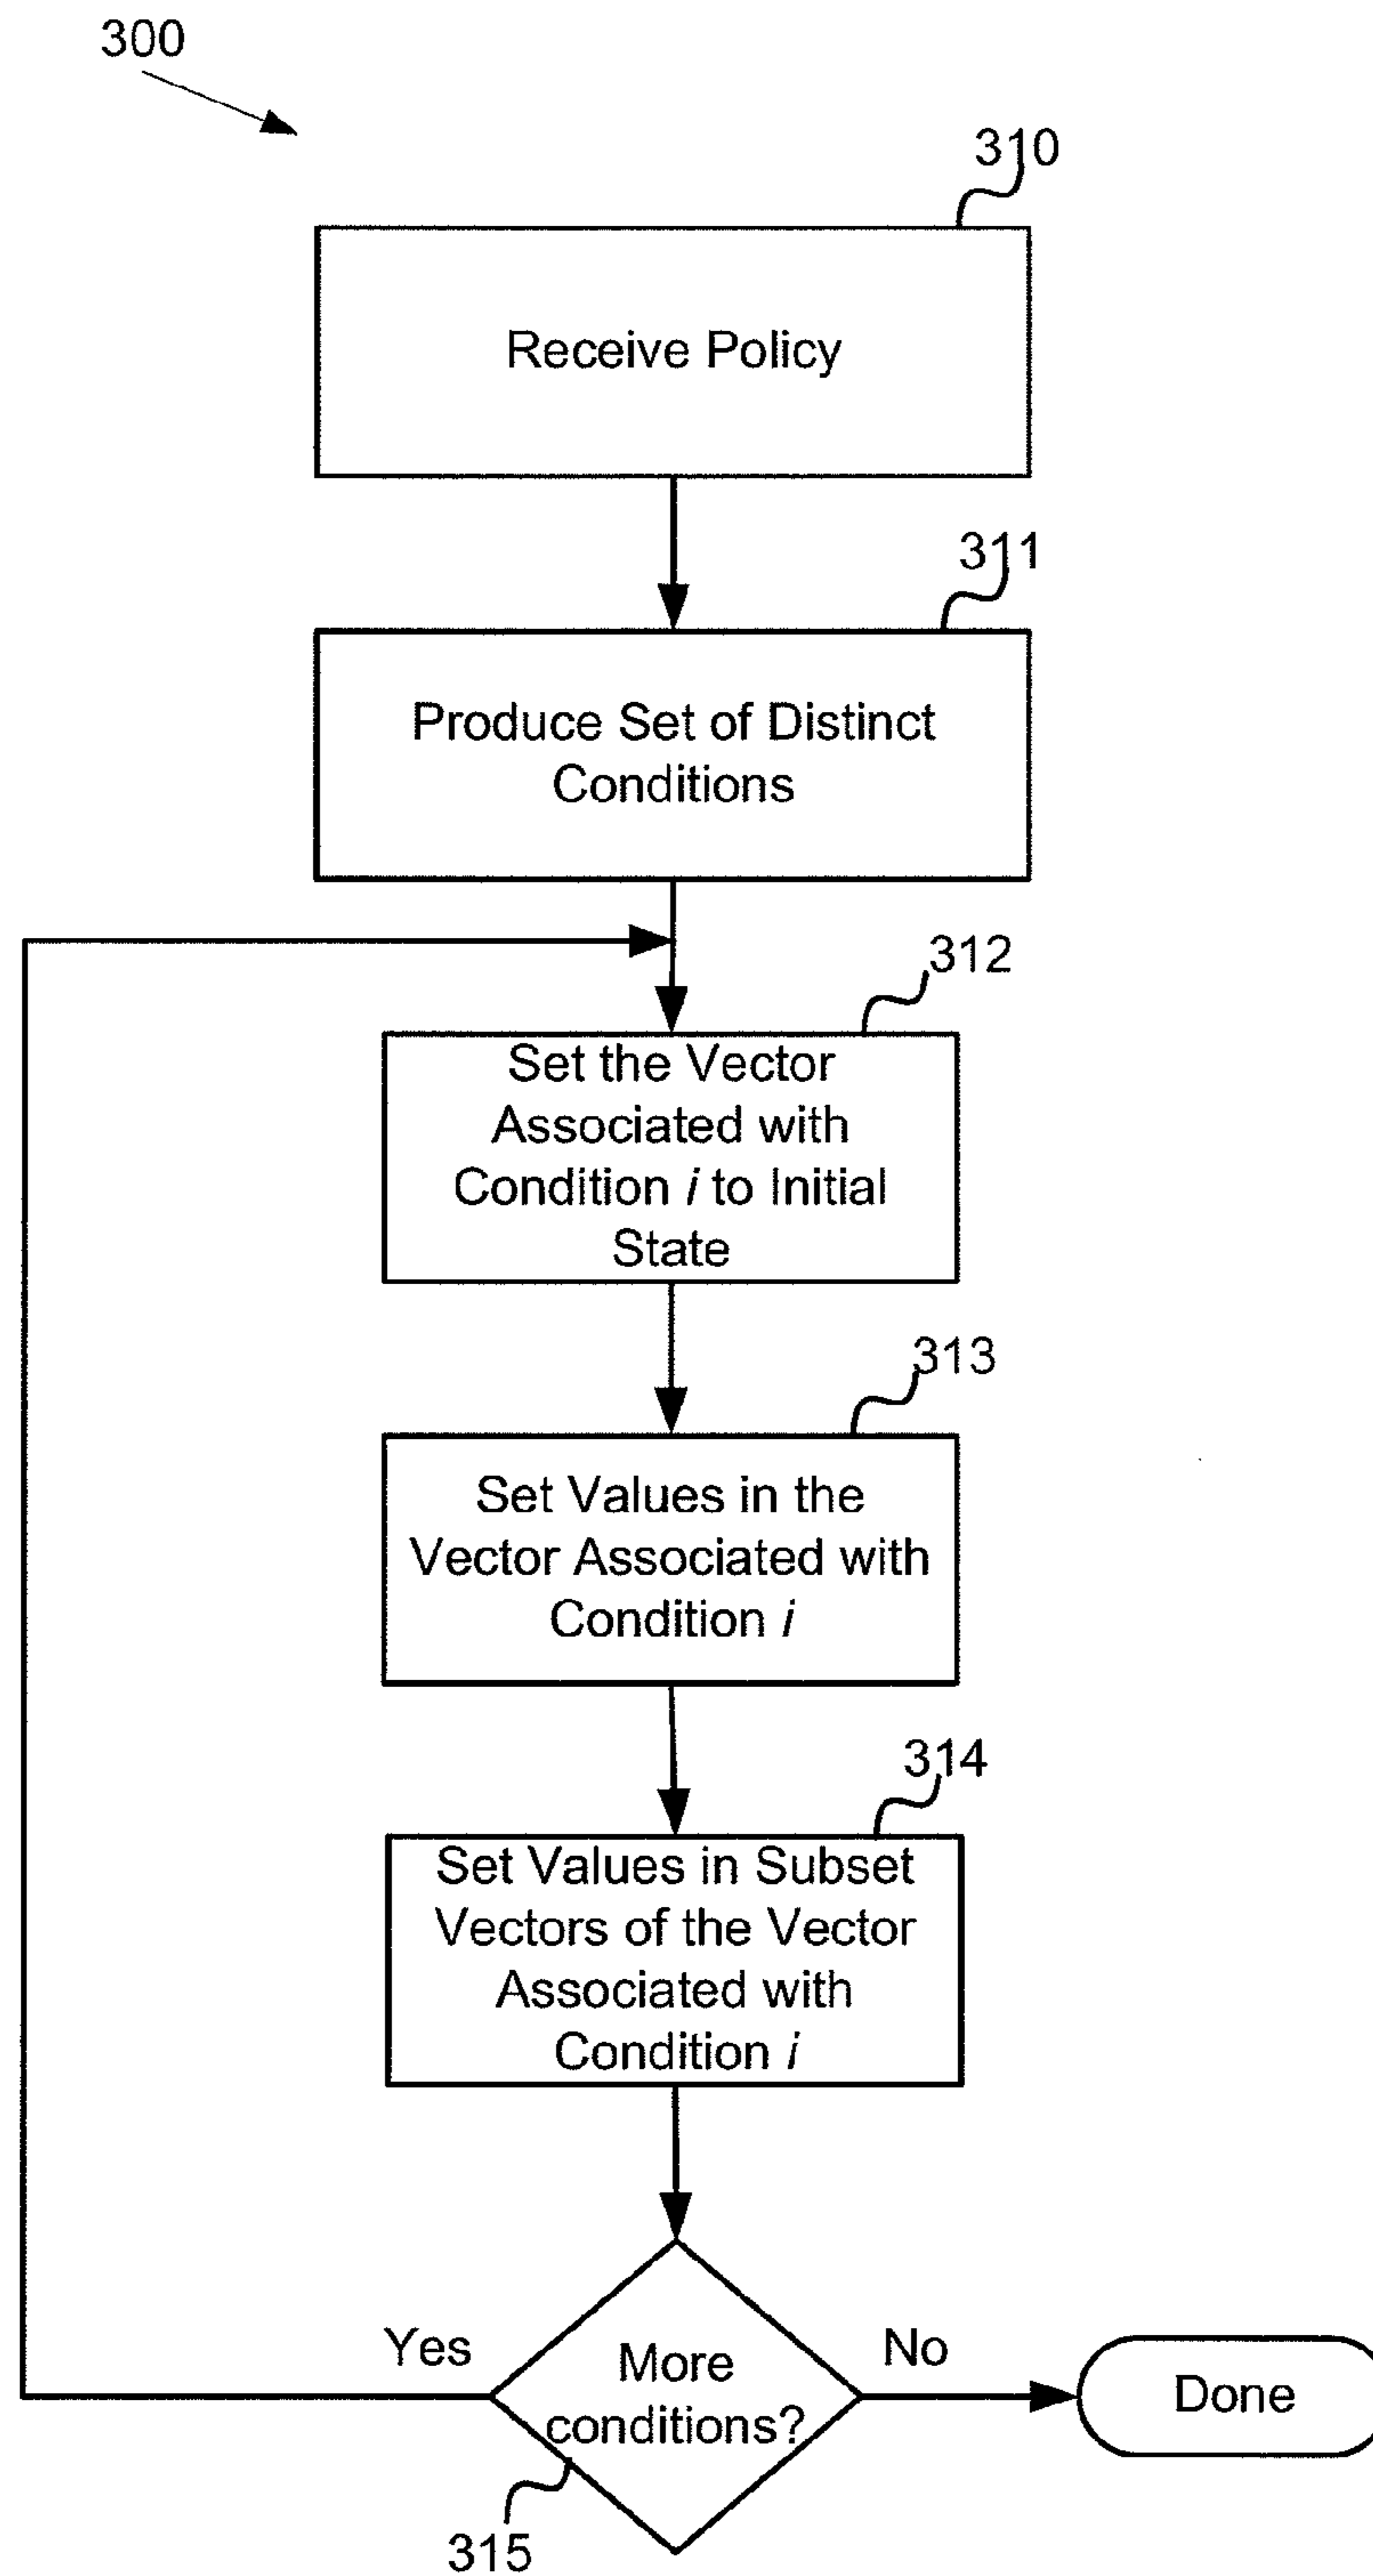 300
310
Receive Policy
311
Produce Set of Distinct
Conditions
312
Set the Vector
Associated with
Condition i to Initial
State
313
Set Values in the
Vector Associated with
Condition i
314
Set Values in Subset
Vectors of the Vector
Associated with
Condition i
Yes
More
conditions?
No
Done
315